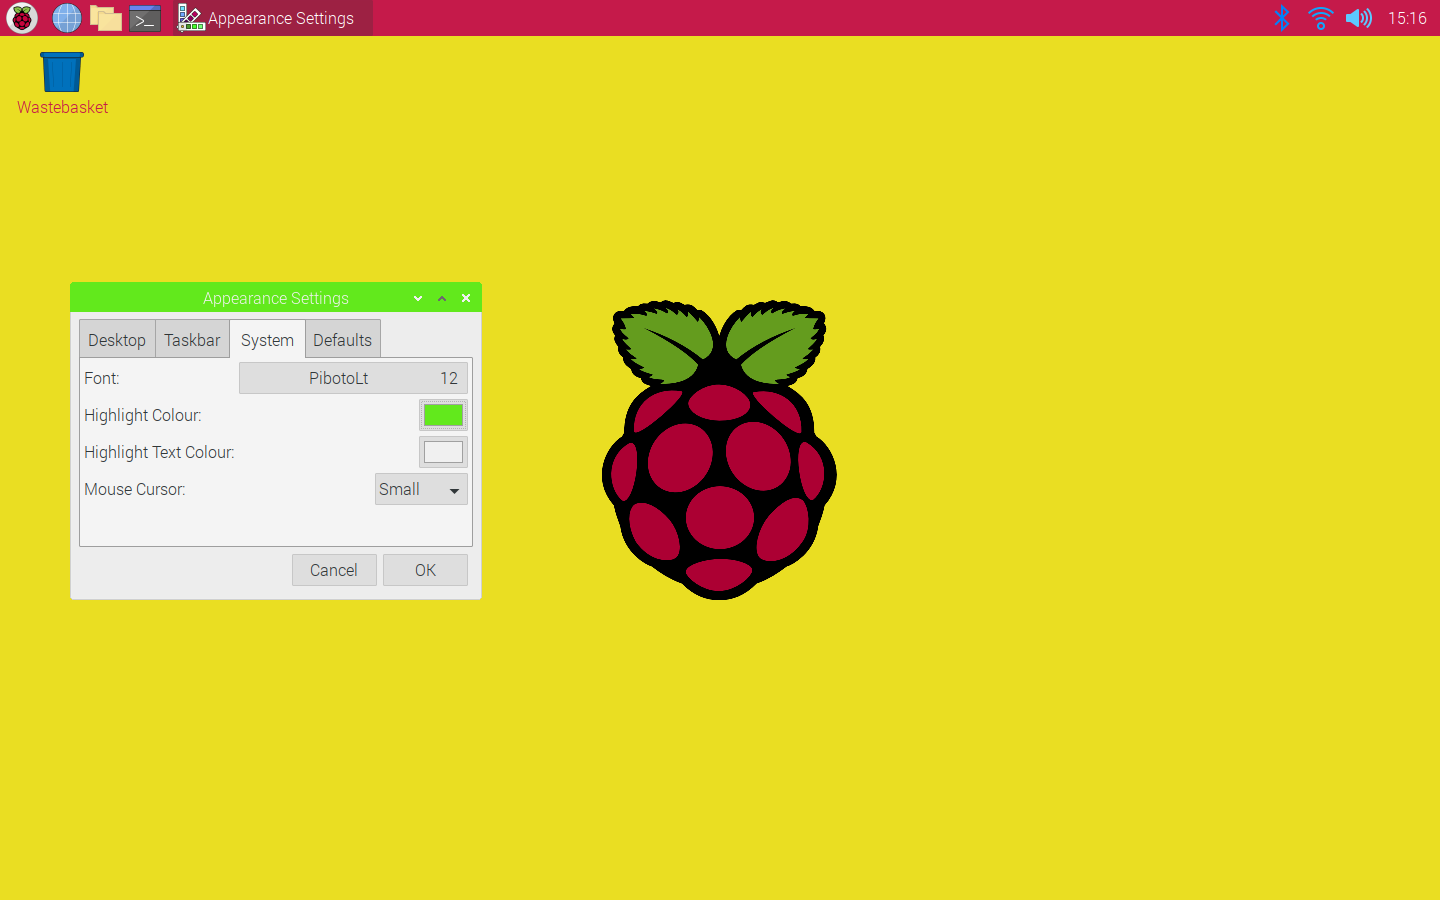 Appearance Settings
15:16
Wastebasket
Appearance Settings
Desktop Taskbar System Defaults
Font: PibotoLt 12
Highlight Colour:
Highlight Text Colour:
Mouse Cursor: Small
Cancel OK